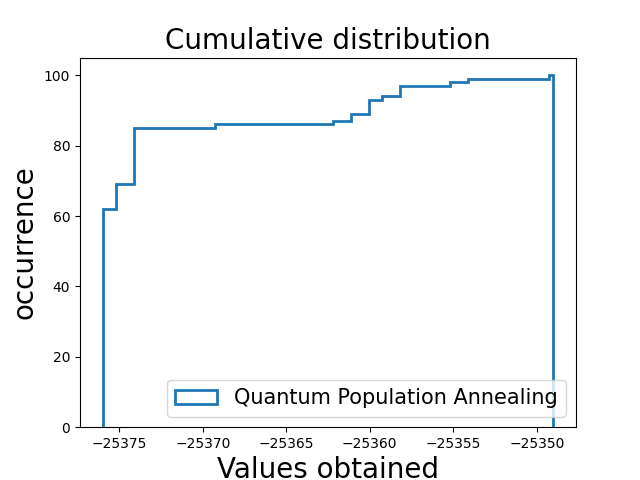 Cumulative distribution
occurrence
100
80
60
40
20
0
Quantum Population Annealing
−25375 −25370 −25365 −25360 −25355 −25350
Values obtained